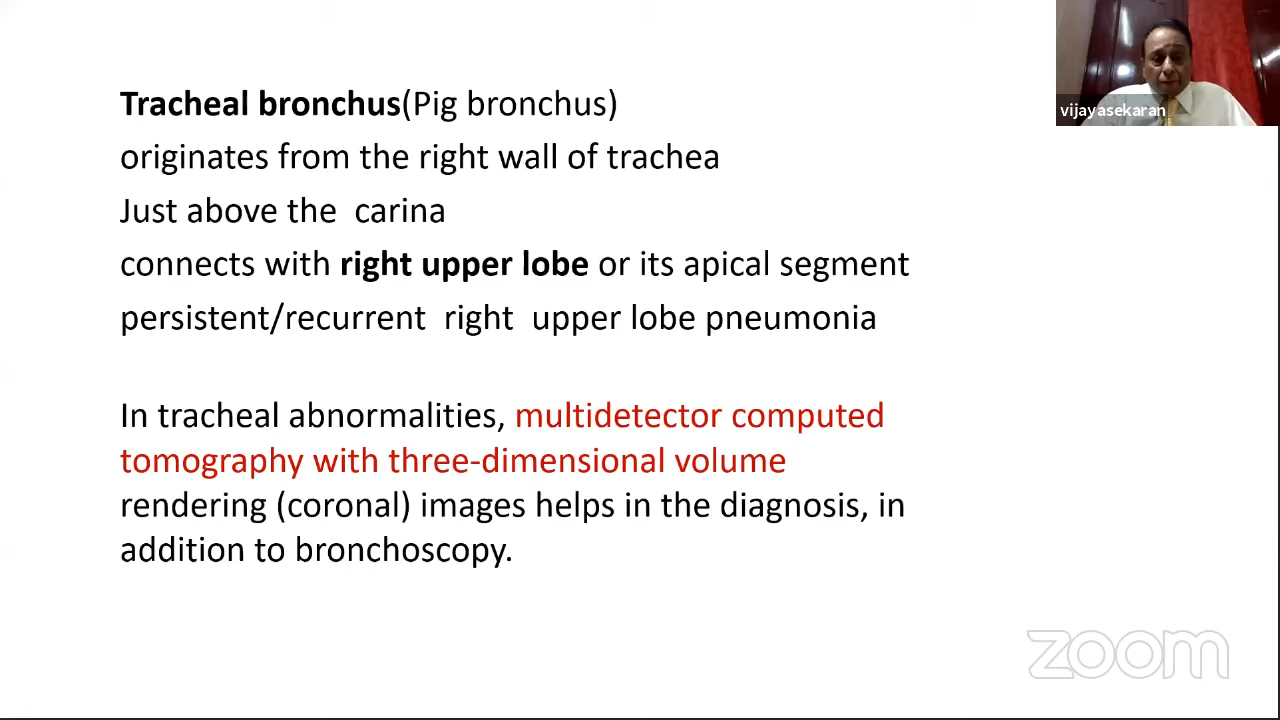 Tracheal bronchus(Pig bronchus)
originates from the right wall of trachea
Just above the carina
connects with right upper lobe or its apical segment
persistent/recurrent right upper lobe pneumonia
In tracheal abnormalities, multidetector computed
tomography with three-dimensional volume
rendering (coronal) images helps in the diagnosis, in
addition to bronchoscopy.
vijayasekaran
zoom